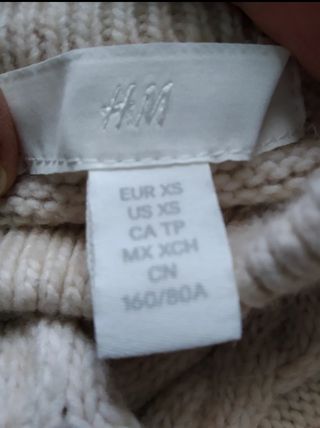 H&M
EUR XS
US XS
CA TP
MX XCH
CN
160/80A